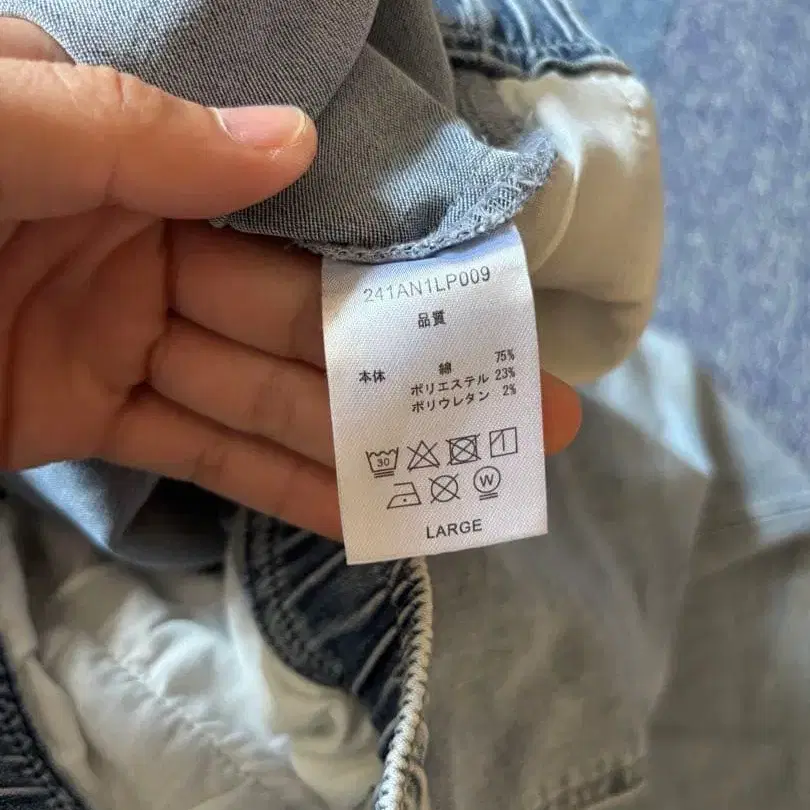 241AN1LP009
品質
本体 綿 75%
ポリエステル 23%
ポリウレタン 2%
30
W
LARGE